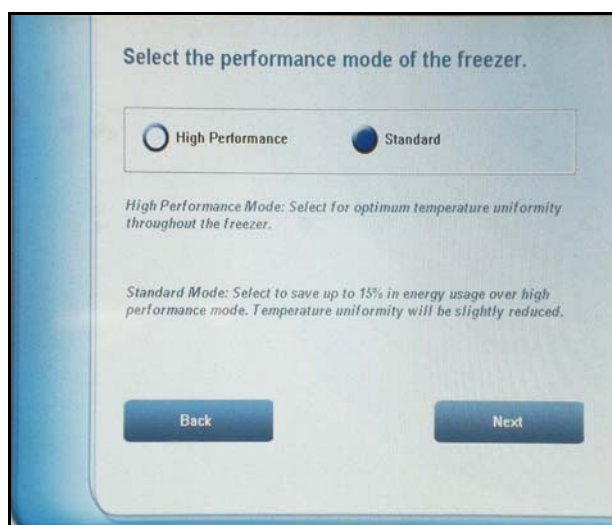 Select the performance mode of the freezer.
High Performance Standard
High Performance Mode: Select for optimum temperature uniformity
throughout the freezer.
Standard Mode: Select to save up to 15% in energy usage over high
performance mode. Temperature uniformity will be slightly reduced.
Back Next